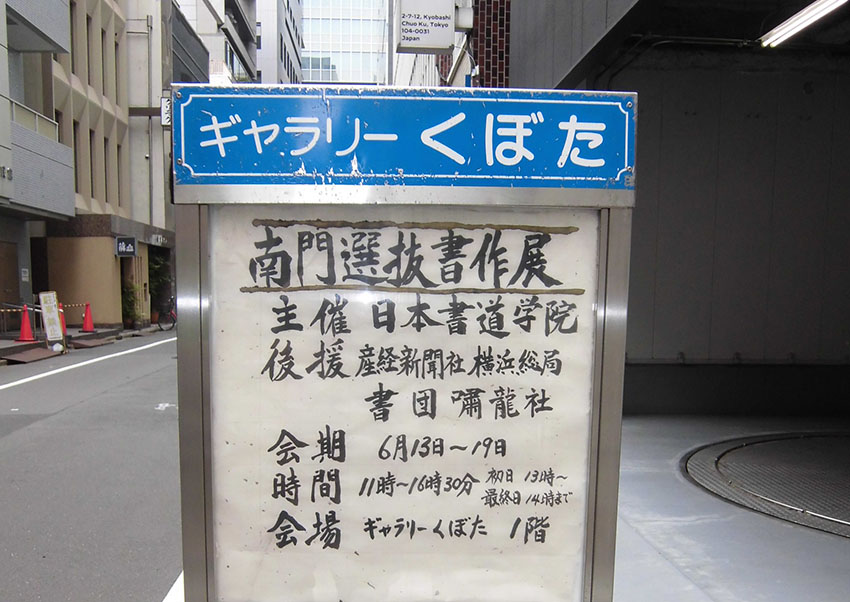 2-7-12, Kyobashi
Chuo Ku, Tokyo
104-0031
Japan
ギャラリーくぼた
南門選抜書作展
主催 日本書道学院
後援 産経新聞社 横浜総局
書団嘯龍社
会期 6月13日～19日
時間 11時～16時30分 初日 13時～
最終日 14時まで
会場 ギャラリーくぼた 1階